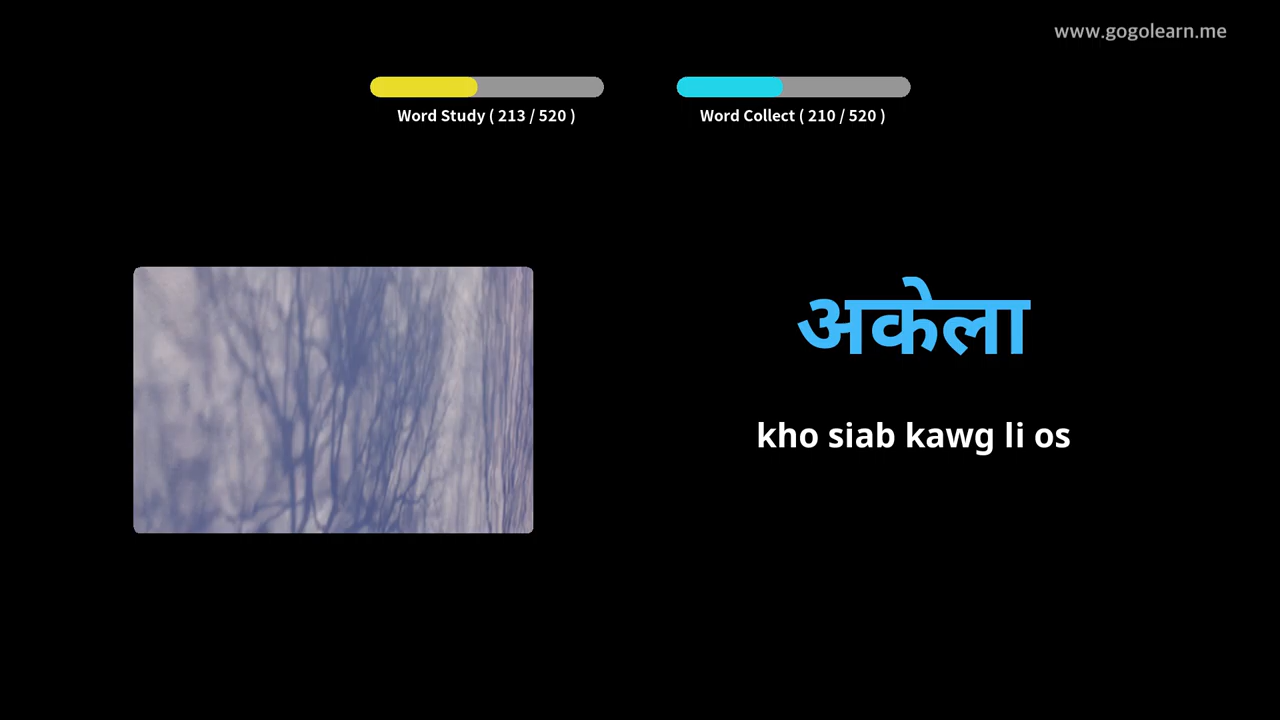 www.gogolearn.me
Word Study ( 213 / 520 )
Word Collect ( 210 / 520 )
अकेला
kho siab kawg li os